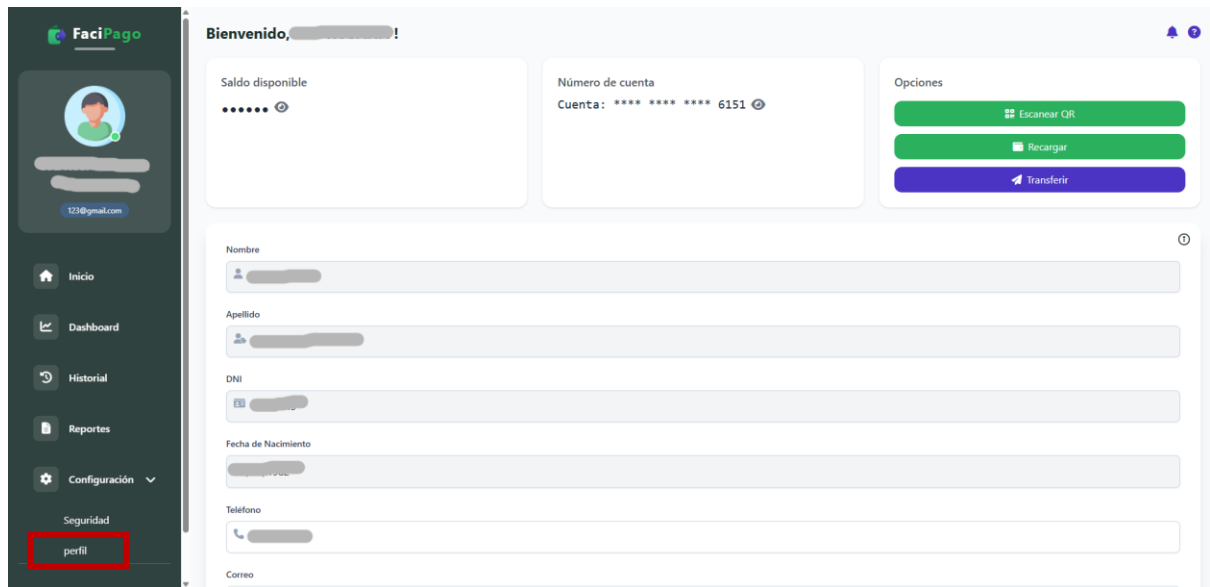 FaciPago
123@gmail.com
Inicio
Dashboard
Historial
Reportes
Configuración
Seguridad
perfil
Bienvenido, !
Saldo disponible
••••••
Número de cuenta
Cuenta: **** **** **** 6151
Opciones
Escanear QR
Recargar
Transferir
Nombre
Apellido
DNI
Fecha de Nacimiento
Teléfono
Correo